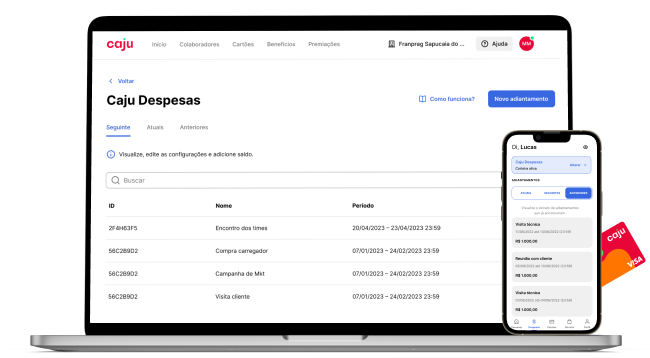 caju Início Colaboradores Cartões Benefícios Premiações Franprag Sapucaia do ... Ajuda MM
Voltar
Caju Despesas
Como funciona?
Novo adiantamento
Seguinte Atuais Anteriores
Visualize, edite as configurações e adicione saldo.
Buscar
ID Nome Período
2F4H63F5 Encontro dos times 20/04/2023 – 23/04/2023 23:59
56C2B9D2 Compra carregador 07/01/2023 – 24/02/2023 23:59
56C2B9D2 Campanha de Mkt 07/01/2023 – 24/02/2023 23:59
56C2B9D2 Visita cliente 07/01/2023 – 24/02/2023 23:59
Oi, Lucas
Caju Despesas
Carteira ativa
ADIANTAMENTOS
ATUAIS SEGUINTES ANTERIORES
Visita técnica
R$ 1.000,00
Reunião com cliente
R$ 1.000,00
Visita técnica
R$ 1.000,00
caju
VISA